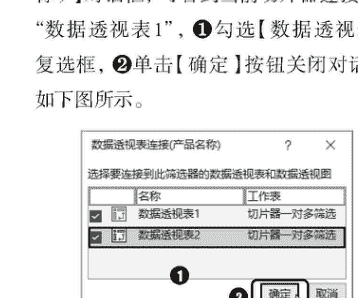 "数据透视表1"，❶勾选【数据透视
复选框，❷单击【确定】按钮关闭对话
如下图所示。
数据透视表连接(产品名称) ? ×
选择要连接到此筛选器的数据透视表和数据透视图
名称 工作表
数据透视表1 切片器一对多筛选
数据透视表2 切片器一对多筛选
❶
❷ 确定 取消